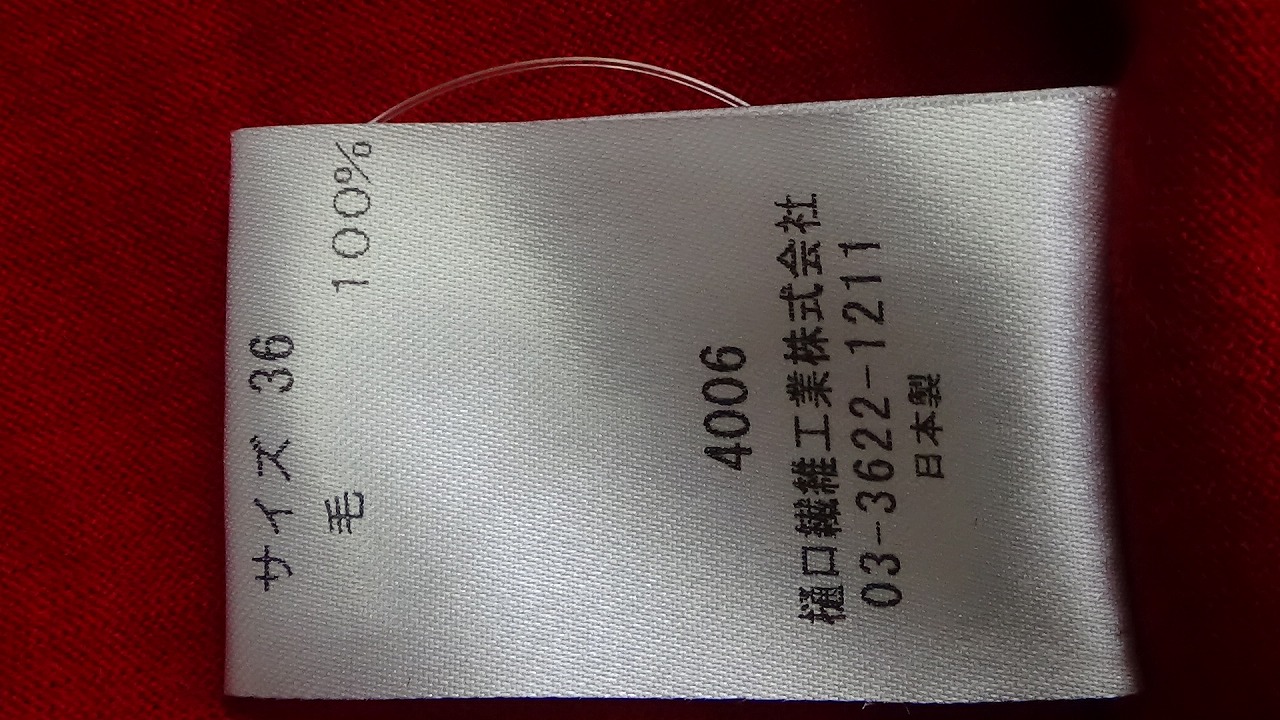 サイズ 36
毛 100%
4006
樋口繊維工業株式会社
03-3622-1211
日本製